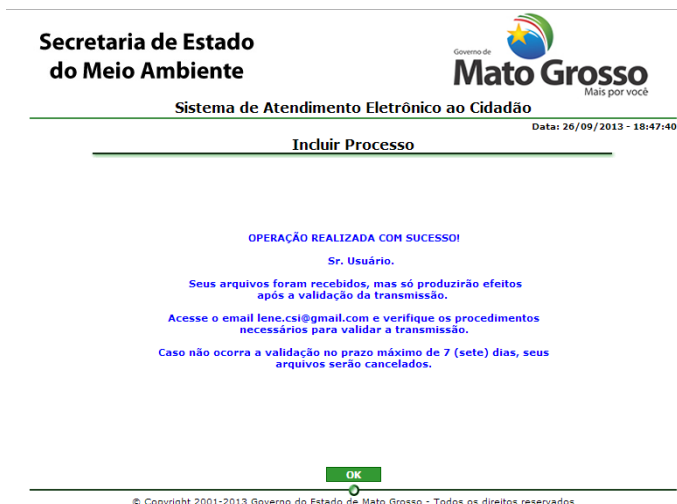 Secretaria de Estado
do Meio Ambiente
Governo de
Mato Grosso
Mais por você
Sistema de Atendimento Eletrônico ao Cidadão
Data: 26/09/2013 - 18:47:40
Incluir Processo
OPERAÇÃO REALIZADA COM SUCESSO!
Sr. Usuário.
Seus arquivos foram recebidos, mas só produzirão efeitos
após a validação da transmissão.
Acesse o email lene.csi@gmail.com e verifique os procedimentos
necessários para validar a transmissão.
Caso não ocorra a validação no prazo máximo de 7 (sete) dias, seus
arquivos serão cancelados.
OK
© Copyright 2001-2013 Governo do Estado de Mato Grosso - Todos os direitos reservados